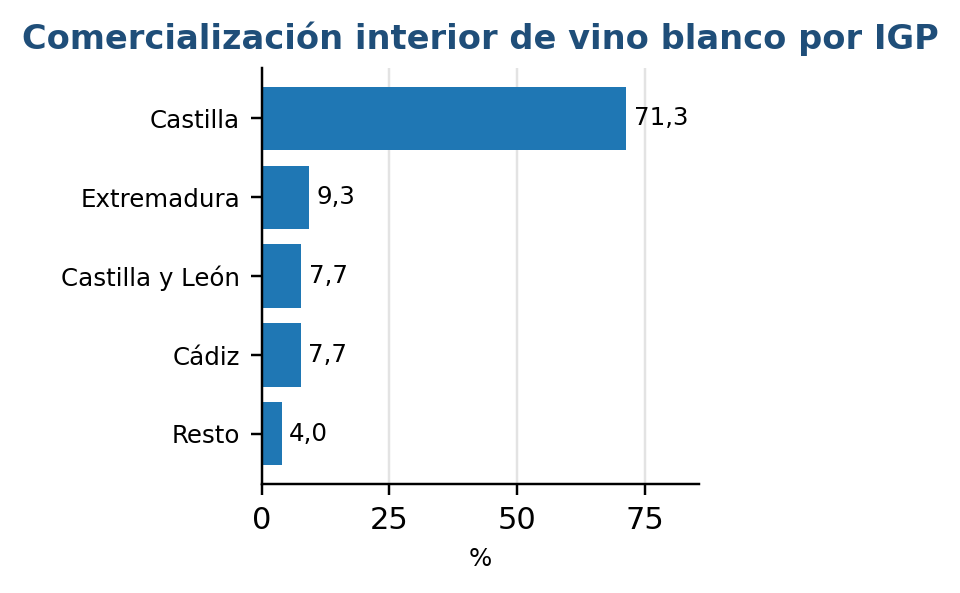 Comercialización interior de vino blanco por IGP
Castilla 71,3
Extremadura 9,3
Castilla y León 7,7
Cádiz 7,7
Resto 4,0
0 25 50 75
%